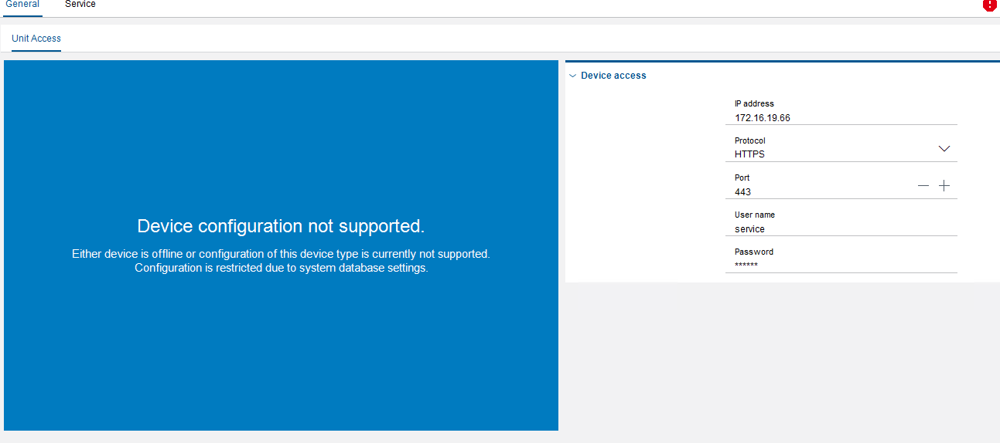 General Service
Unit Access
Device configuration not supported.
Either device is offline or configuration of this device type is currently not supported.
Configuration is restricted due to system database settings.
Device access
IP address
172.16.19.66
Protocol
HTTPS
Port
443
User name
service
Password
******